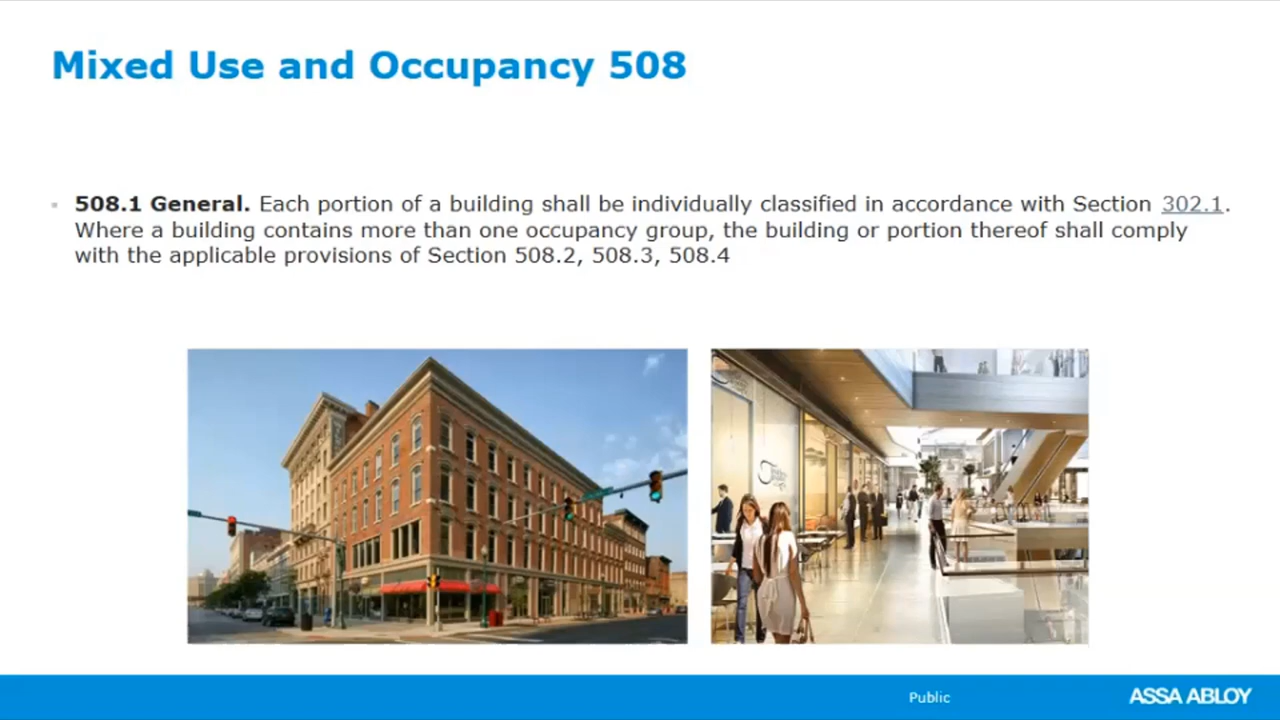 Mixed Use and Occupancy 508
508.1 General. Each portion of a building shall be individually classified in accordance with Section 302.1.
Where a building contains more than one occupancy group, the building or portion thereof shall comply
with the applicable provisions of Section 508.2, 508.3, 508.4
Public
ASSA ABLOY